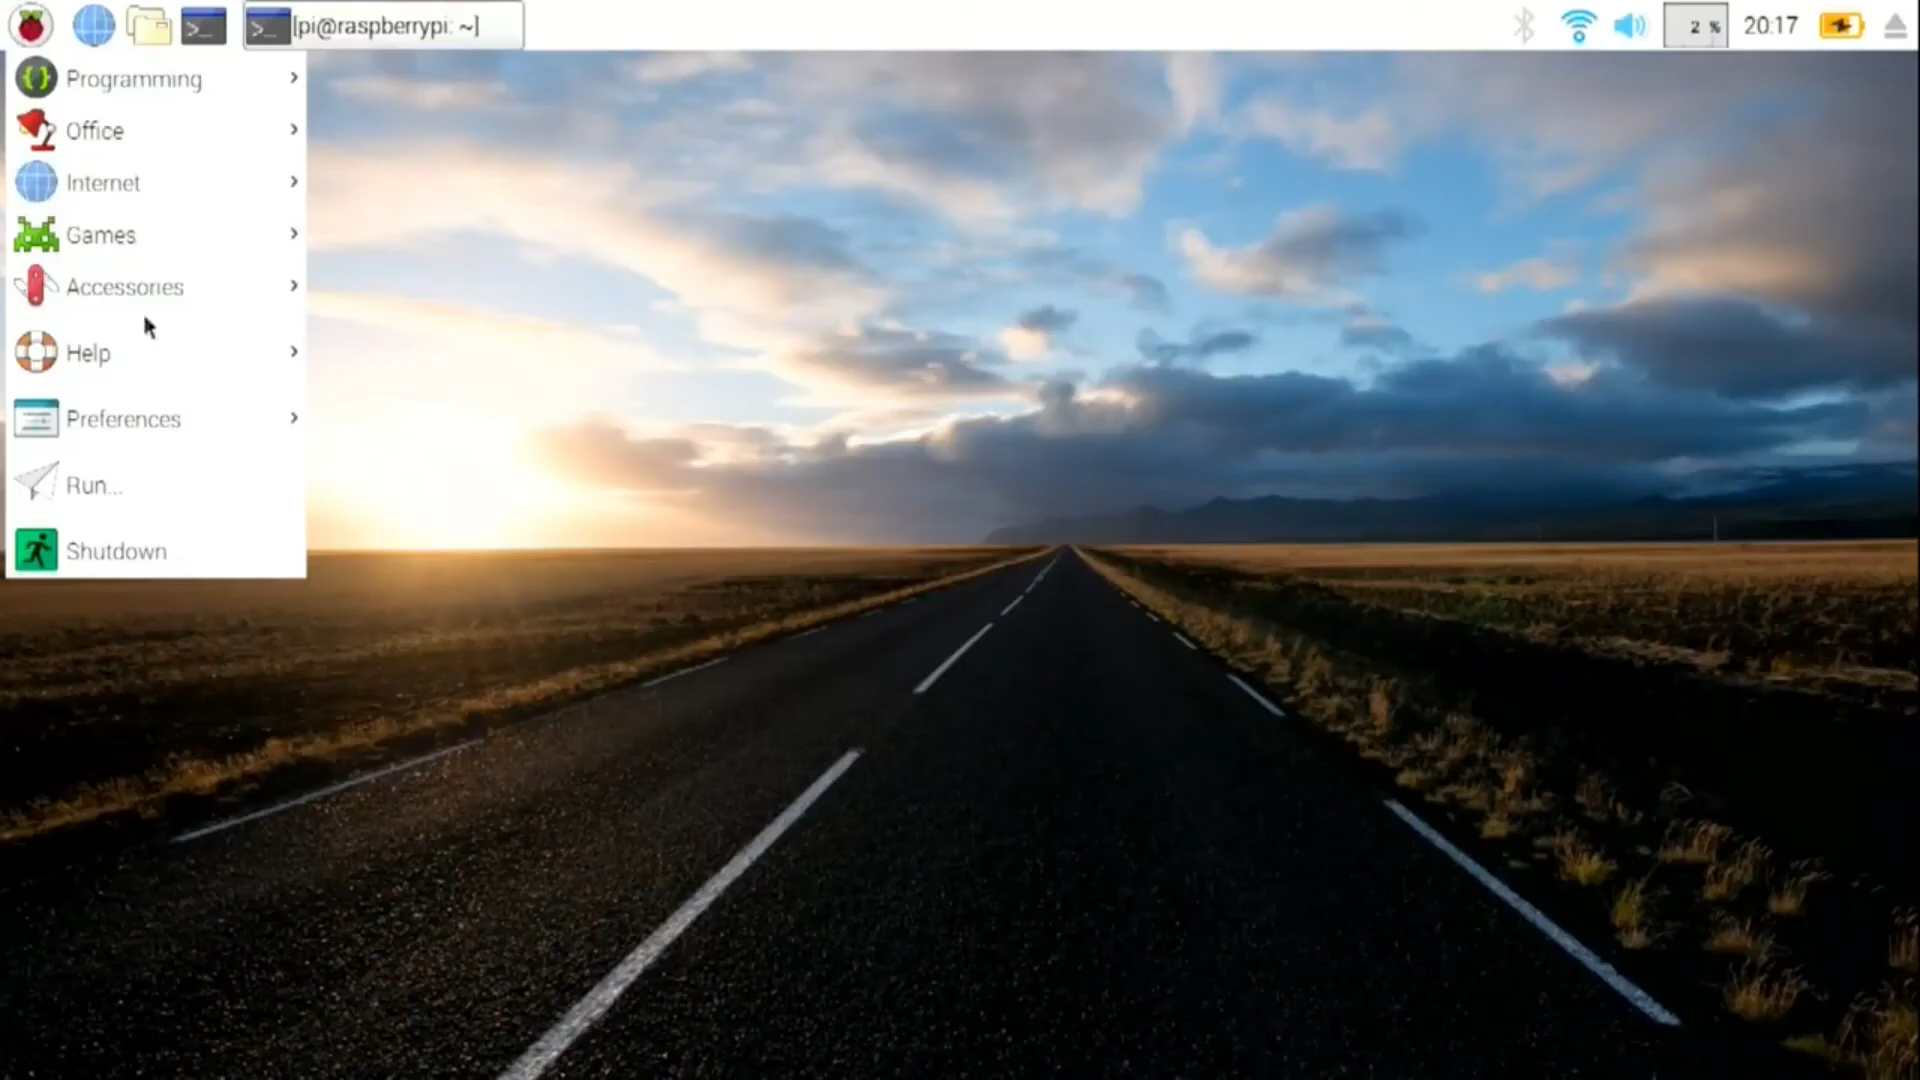 [pi@raspberrypi: ~]
2 %
20:17
Programming
Office
Internet
Games
Accessories
Help
Preferences
Run...
Shutdown